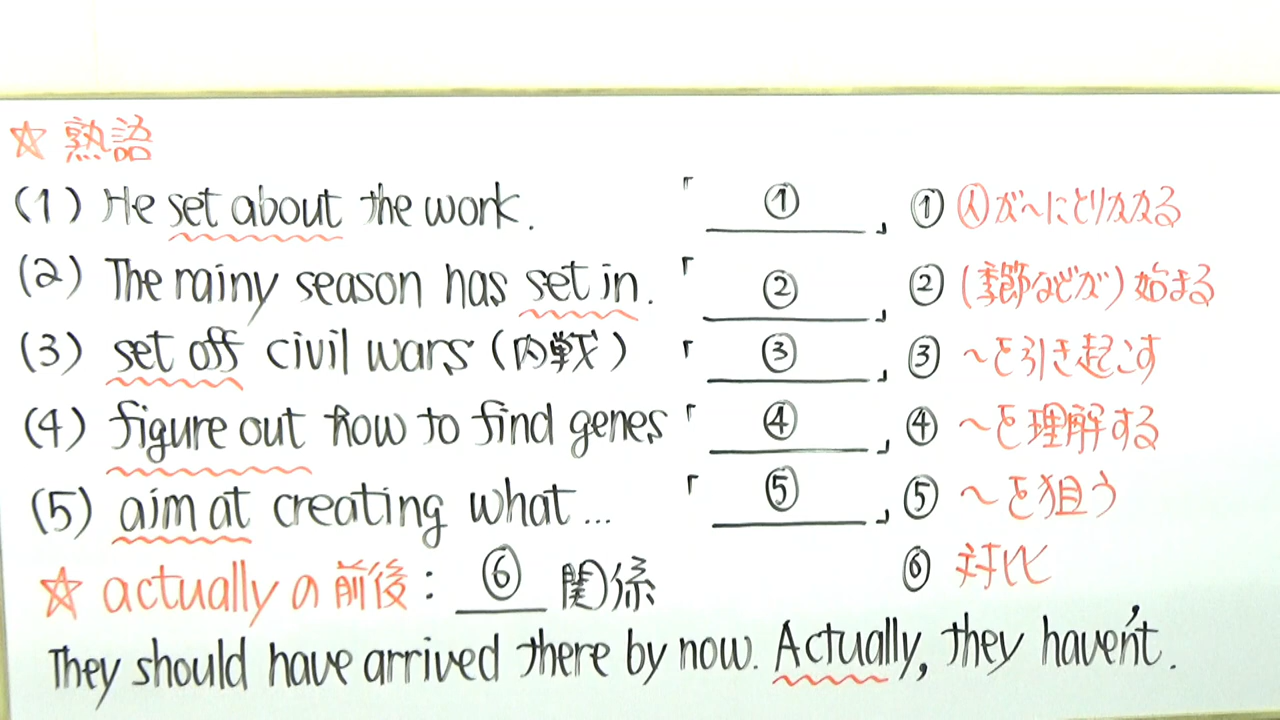 ☆ 熟語
(1) He set about the work. 「 ① 」 ① 人が〜にとりかかる
(2) The rainy season has set in. 「 ② 」 ② (季節などが) 始まる
(3) set off civil wars (内戦) 「 ③ 」 ③ 〜を引き起こす
(4) figure out how to find genes 「 ④ 」 ④ 〜を理解する
(5) aim at creating what... 「 ⑤ 」 ⑤ 〜を狙う
☆ actuallyの前後: ⑥ 関係 ⑥ 対比
They should have arrived there by now. Actually, they haven't.